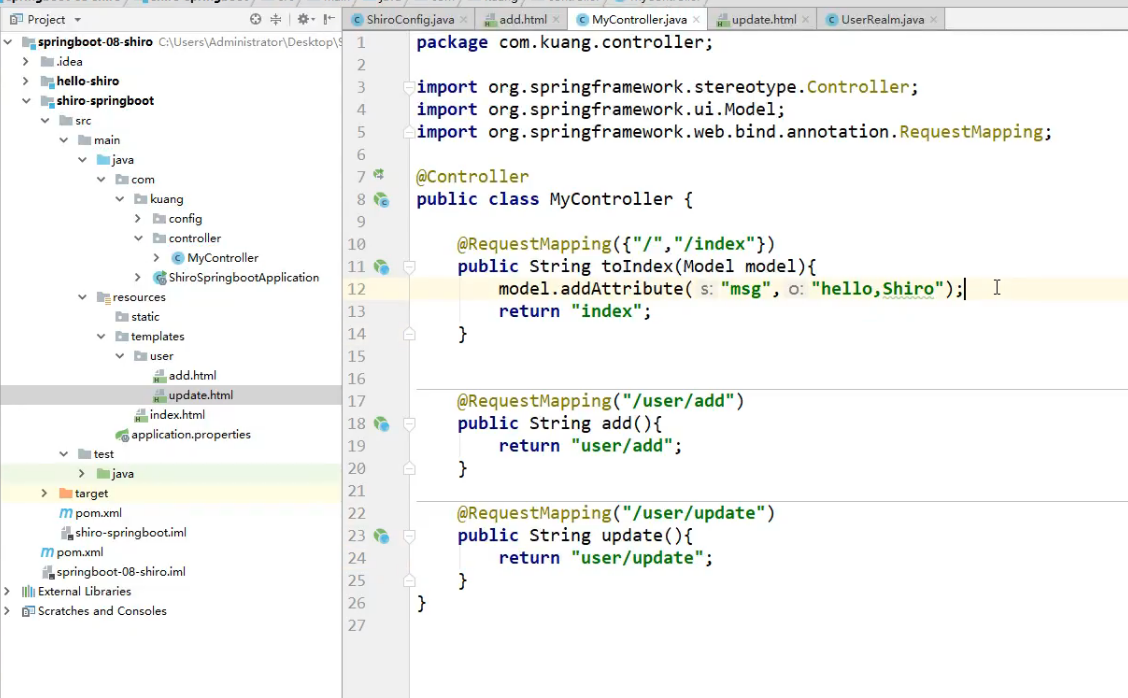 Project
ShiroConfig.java
add.html
MyController.java
update.html
UserRealm.java
springboot-08-shiro C:\Users\Administrator\Desktop\S
.idea
hello-shiro
shiro-springboot
src
main
java
com
kuang
config
controller
MyController
ShiroSpringbootApplication
resources
static
templates
user
add.html
update.html
index.html
application.properties
test
java
target
pom.xml
shiro-springboot.iml
pom.xml
springboot-08-shiro.iml
External Libraries
Scratches and Consoles
1 package com.kuang.controller;
2
3 import org.springframework.stereotype.Controller;
4 import org.springframework.ui.Model;
5 import org.springframework.web.bind.annotation.RequestMapping;
6
7 @Controller
8 public class MyController {
9
10 @RequestMapping({"/","/index"})
11 public String toIndex(Model model){
12 model.addAttribute( s: "msg", o: "hello,Shiro");
13 return "index";
14 }
15
16
17 @RequestMapping("/user/add")
18 public String add(){
19 return "user/add";
20 }
21
22 @RequestMapping("/user/update")
23 public String update(){
24 return "user/update";
25 }
26 }
27